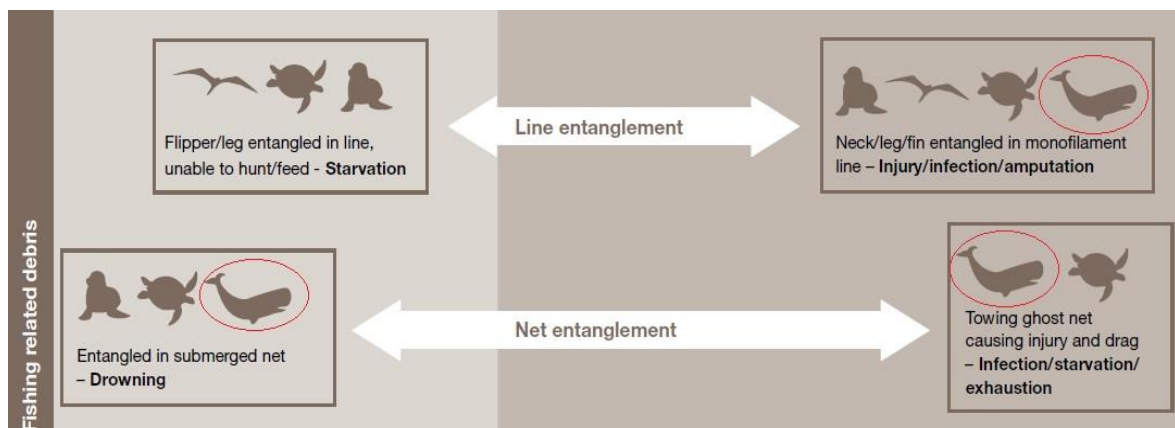 Fishing related debris
Flipper/leg entangled in line,
unable to hunt/feed - Starvation
Line entanglement
Neck/leg/fin entangled in monofilament
line – Injury/infection/amputation
Entangled in submerged net
– Drowning
Net entanglement
Towing ghost net
causing injury and drag
– Infection/starvation/
exhaustion